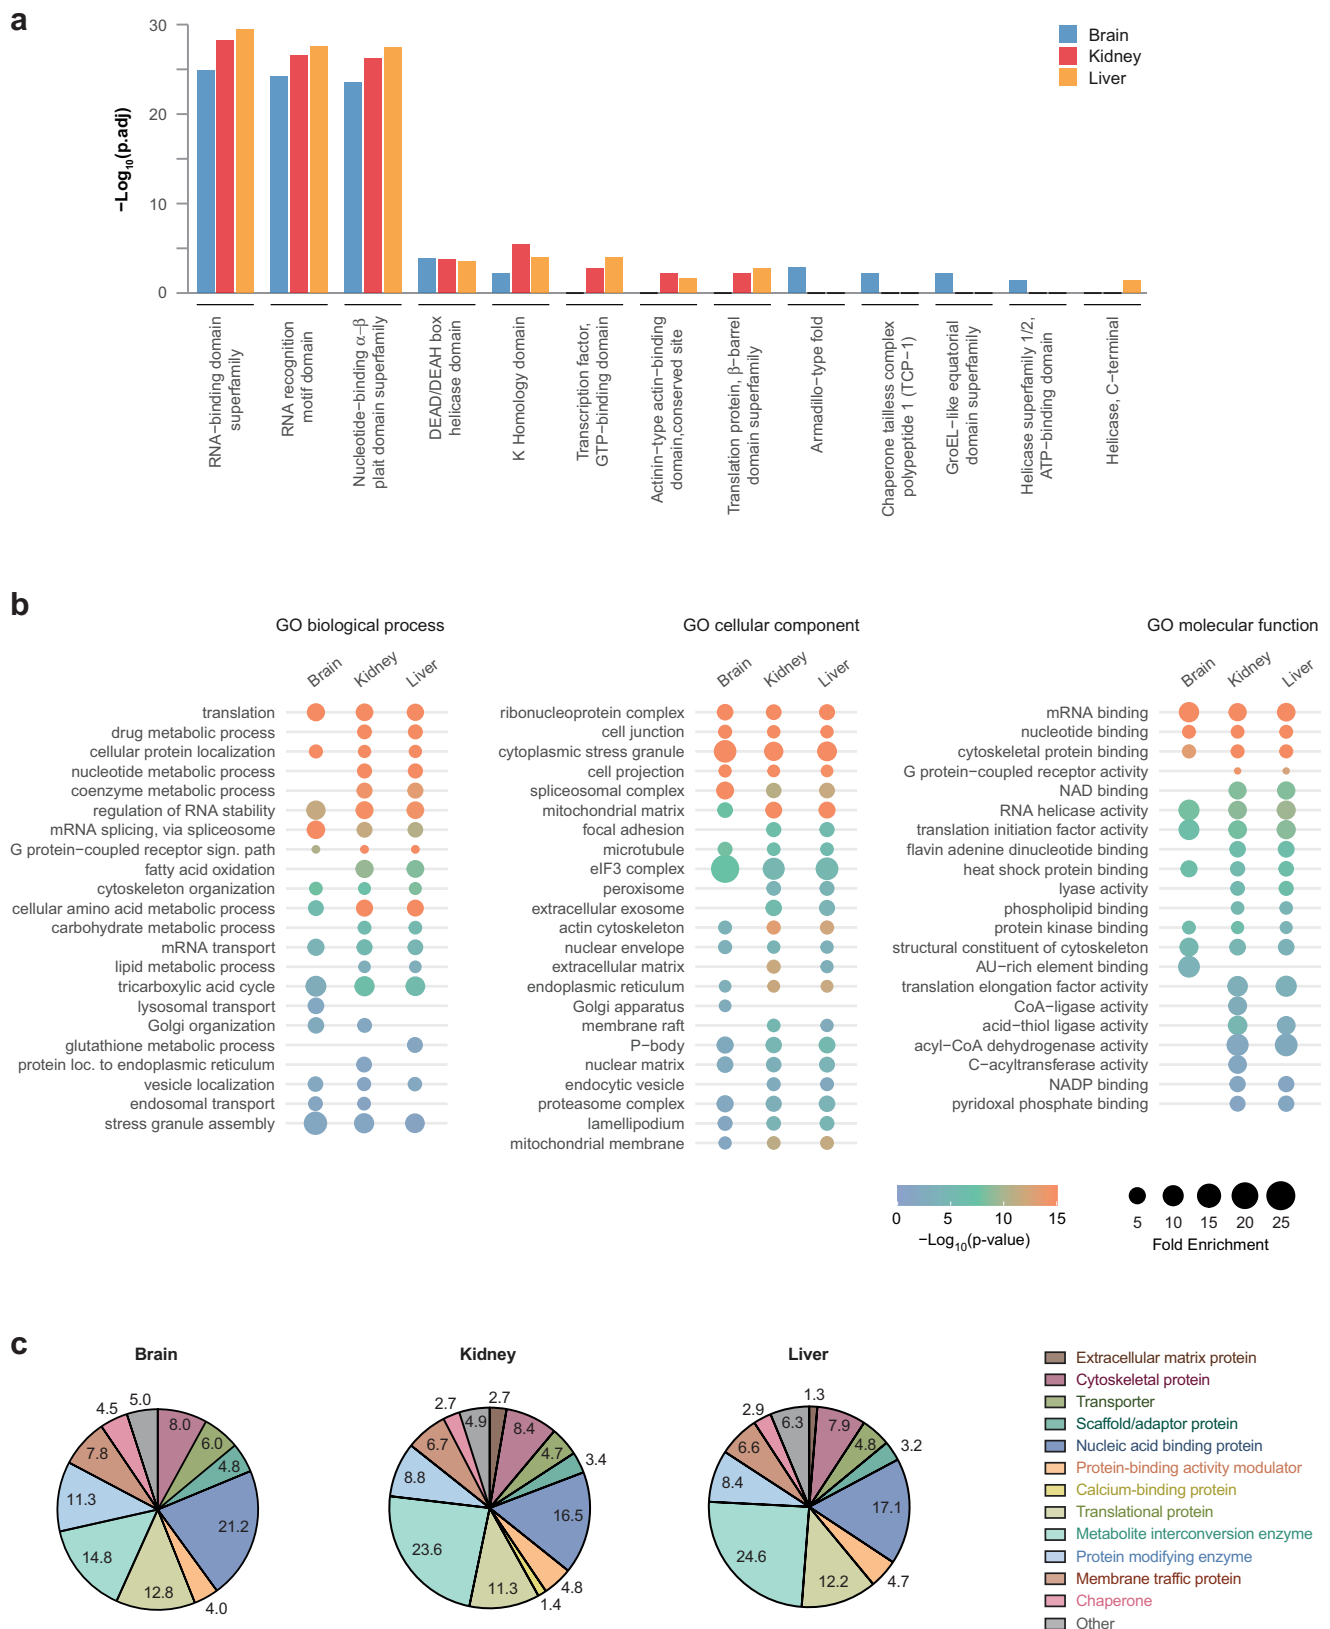 a
30
20
10
0
−Log10(p.adj)
Brain
Kidney
Liver
RNA−binding domain
superfamily
RNA recognition
motif domain
Nucleotide−binding α−β
plait domain superfamily
DEAD/DEAH box
helicase domain
K Homology domain
Transcription factor,
GTP−binding domain
Actinin−type actin−binding
domain,conserved site
Translation protein, β−barrel
domain superfamily
Armadillo−type fold
Chaperone tailless complex
polypeptide 1 (TCP−1)
GroEL−like equatorial
domain superfamily
Helicase superfamily 1/2,
ATP−binding domain
Helicase, C−terminal
b
GO biological process
Brain
Kidney
Liver
translation
drug metabolic process
cellular protein localization
nucleotide metabolic process
coenzyme metabolic process
regulation of RNA stability
mRNA splicing, via spliceosome
G protein−coupled receptor sign. path
fatty acid oxidation
cytoskeleton organization
cellular amino acid metabolic process
carbohydrate metabolic process
mRNA transport
lipid metabolic process
tricarboxylic acid cycle
lysosomal transport
Golgi organization
glutathione metabolic process
protein loc. to endoplasmic reticulum
vesicle localization
endosomal transport
stress granule assembly
GO cellular component
Brain
Kidney
Liver
ribonucleoprotein complex
cell junction
cytoplasmic stress granule
cell projection
spliceosomal complex
mitochondrial matrix
focal adhesion
microtubule
eIF3 complex
peroxisome
extracellular exosome
actin cytoskeleton
nuclear envelope
extracellular matrix
endoplasmic reticulum
Golgi apparatus
membrane raft
P−body
nuclear matrix
endocytic vesicle
proteasome complex
lamellipodium
mitochondrial membrane
GO molecular function
Brain
Kidney
Liver
mRNA binding
nucleotide binding
cytoskeletal protein binding
G protein−coupled receptor activity
NAD binding
RNA helicase activity
translation initiation factor activity
flavin adenine dinucleotide binding
heat shock protein binding
lyase activity
phospholipid binding
protein kinase binding
structural constituent of cytoskeleton
AU−rich element binding
translation elongation factor activity
CoA−ligase activity
acid−thiol ligase activity
acyl−CoA dehydrogenase activity
C−acyltransferase activity
NADP binding
pyridoxal phosphate binding
0 5 10 15
−Log10(p-value)
5 10 15 20 25
Fold Enrichment
c
Brain
8.0
6.0
4.8
21.2
4.0
12.8
14.8
11.3
7.8
4.5
5.0
Kidney
2.7
8.4
4.7
3.4
16.5
4.8
1.4
11.3
23.6
8.8
6.7
2.7
4.9
Liver
1.3
7.9
4.8
3.2
17.1
4.7
12.2
24.6
8.4
6.6
2.9
6.3
Extracellular matrix protein
Cytoskeletal protein
Transporter
Scaffold/adaptor protein
Nucleic acid binding protein
Protein-binding activity modulator
Calcium-binding protein
Translational protein
Metabolite interconversion enzyme
Protein modifying enzyme
Membrane traffic protein
Chaperone
Other